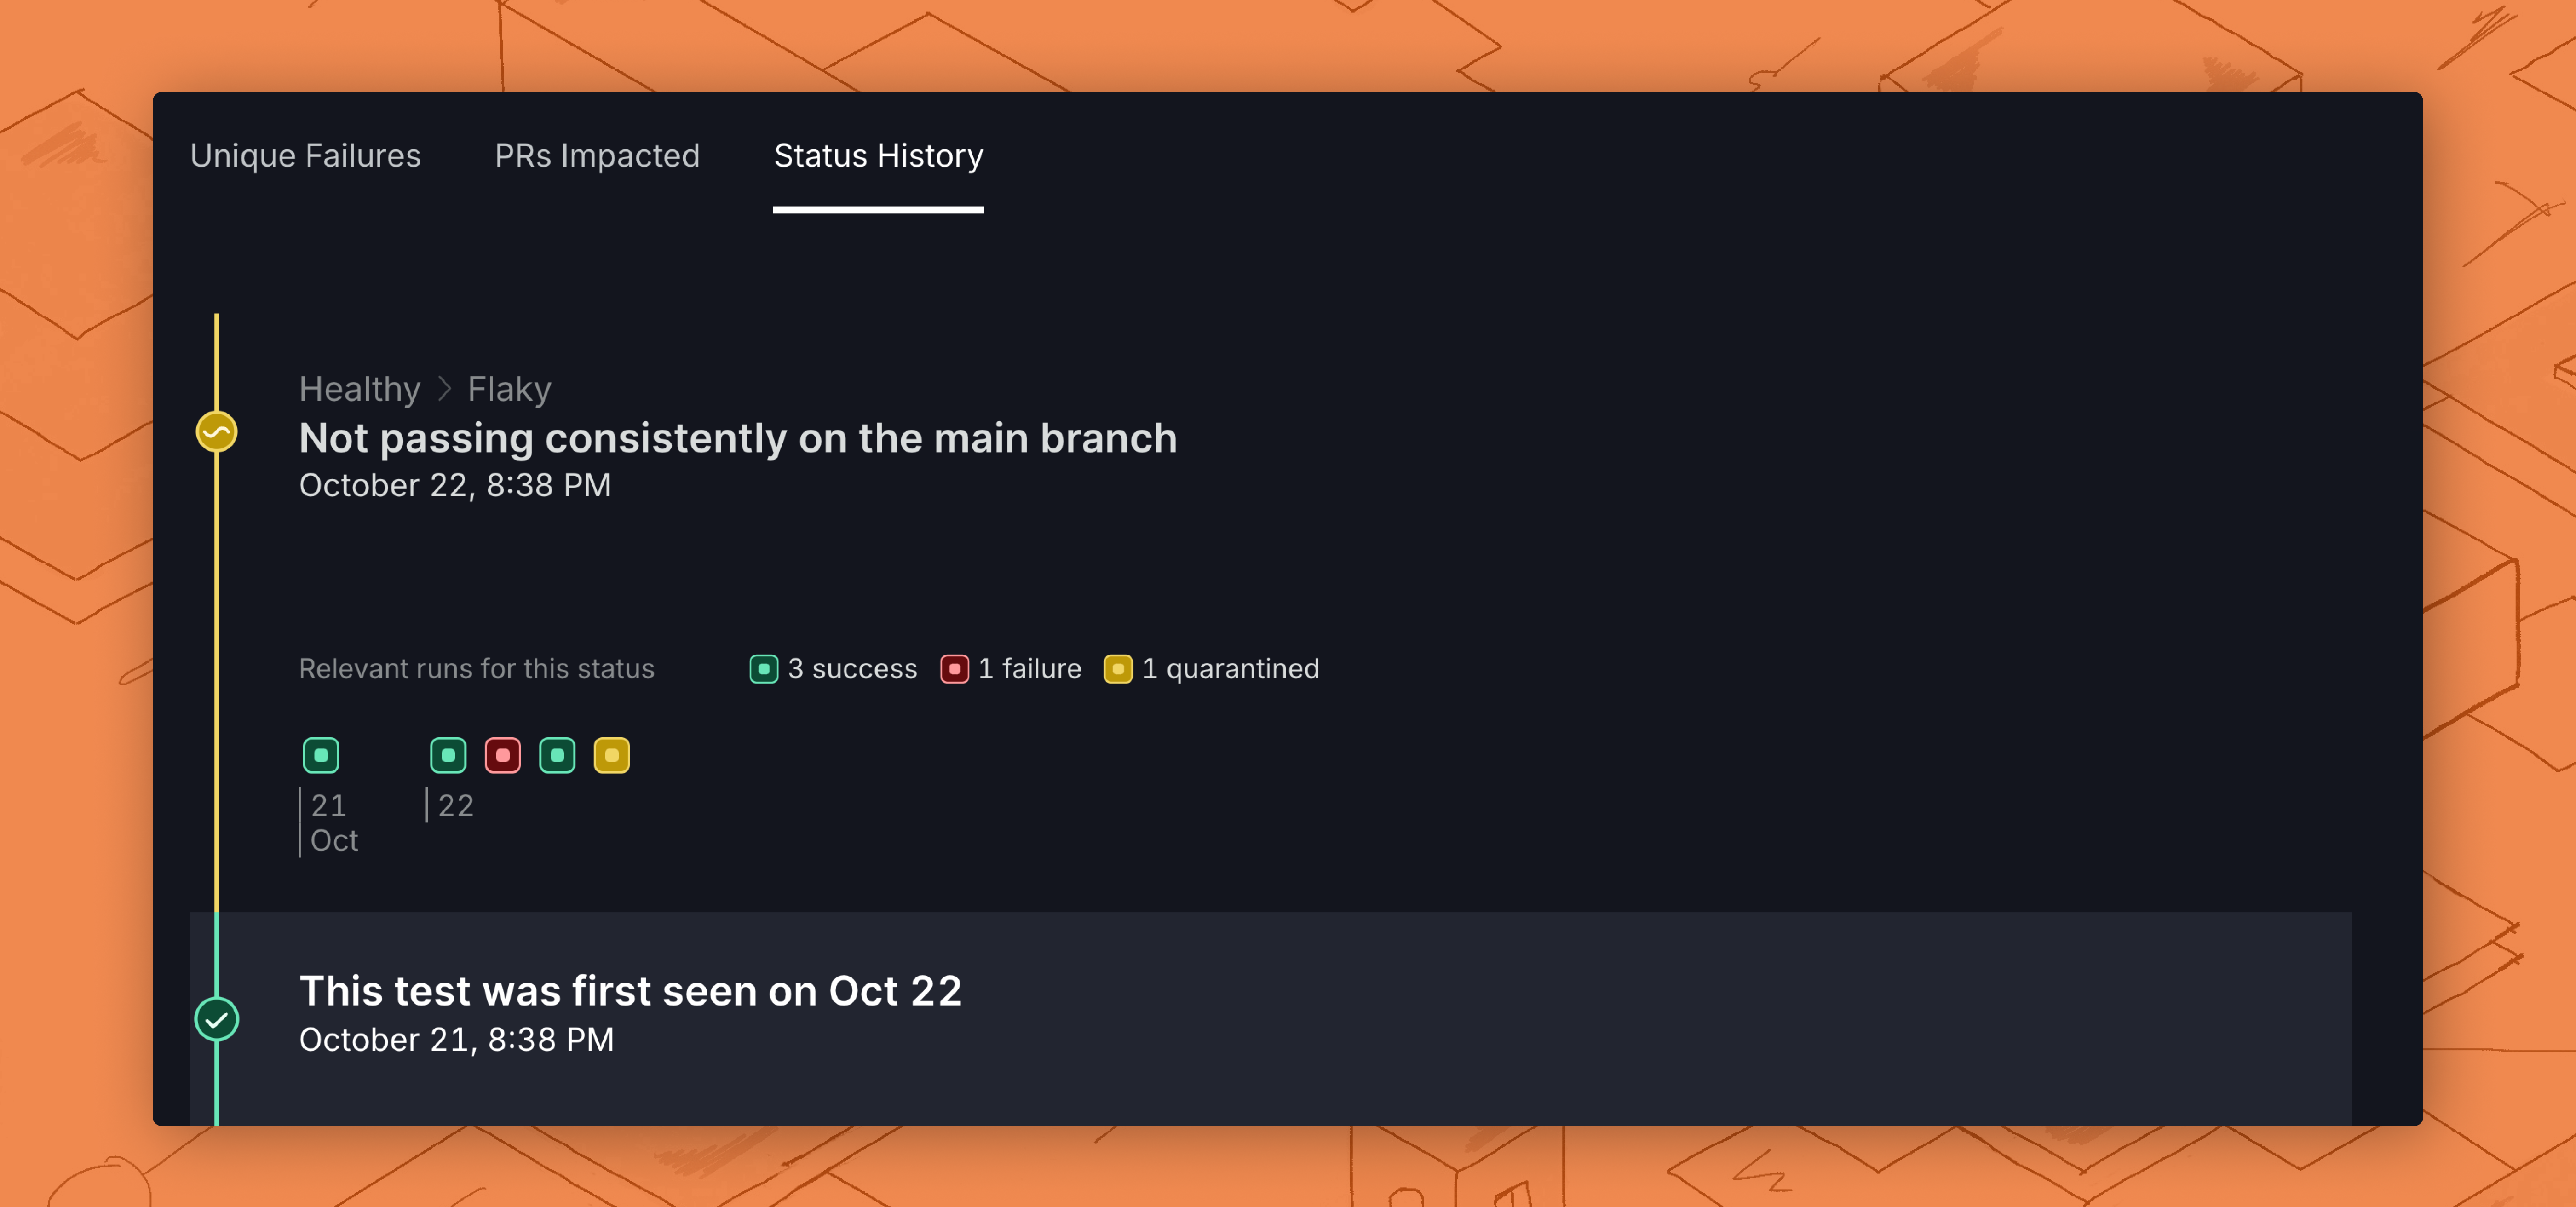 Unique Failures PRs Impacted Status History
Healthy > Flaky
Not passing consistently on the main branch
October 22, 8:38 PM
Relevant runs for this status 3 success 1 failure 1 quarantined
21 22
Oct
This test was first seen on Oct 22
October 21, 8:38 PM